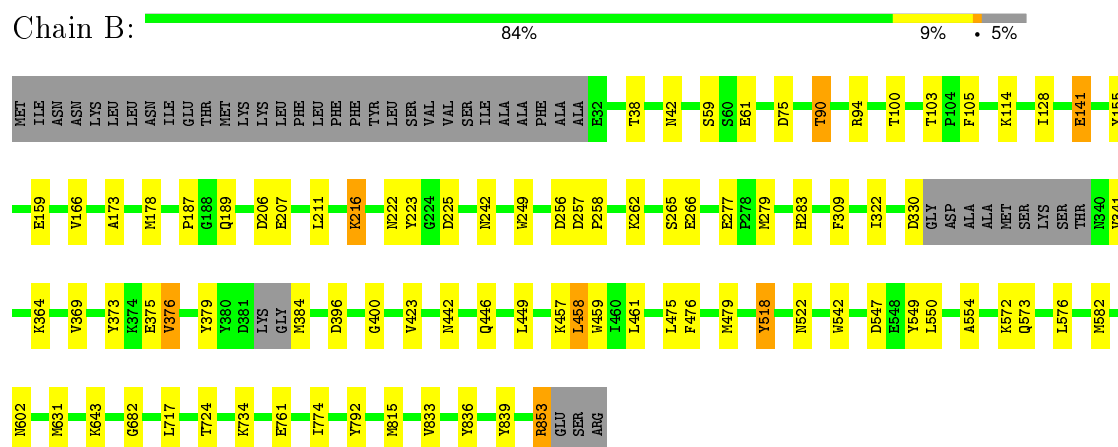 Chain B:
84% 9% • 5%
MET ILE ASN ASN LYS LEU LEU ASN ILE GLU THR MET LYS LYS LEU PHE LEU PHE PHE TYR LEU SER VAL VAL SER ILE ALA ALA PHE ALA ALA E32 T38 N42 S59 S60 E61 D75 T90 R94 T100 T103 P104 F105 K114 I128 E141 Y155
E159 V166 A173 M178 P187 G188 Q189 D206 E207 L211 K216 N222 Y223 G224 D225 N242 W249 D256 D257 P258 K262 S265 E266 E277 P278 M279 H283 F309 I322 D330 GLY ASP ALA ALA MET SER LYS SER THR N340 V341
K364 V369 Y373 K374 E375 V376 Y379 Y380 D381 LYS GLY M384 D396 G400 V423 N442 Q446 L449 K457 L458 W459 I460 L461 L475 F476 M479 Y518 N522 W542 D547 E548 Y549 L550 A554 K572 Q573 L576 M582
N602 M631 K643 G682 L717 T724 K734 E761 I774 Y792 M815 V833 Y836 Y839 R853 GLU SER ARG